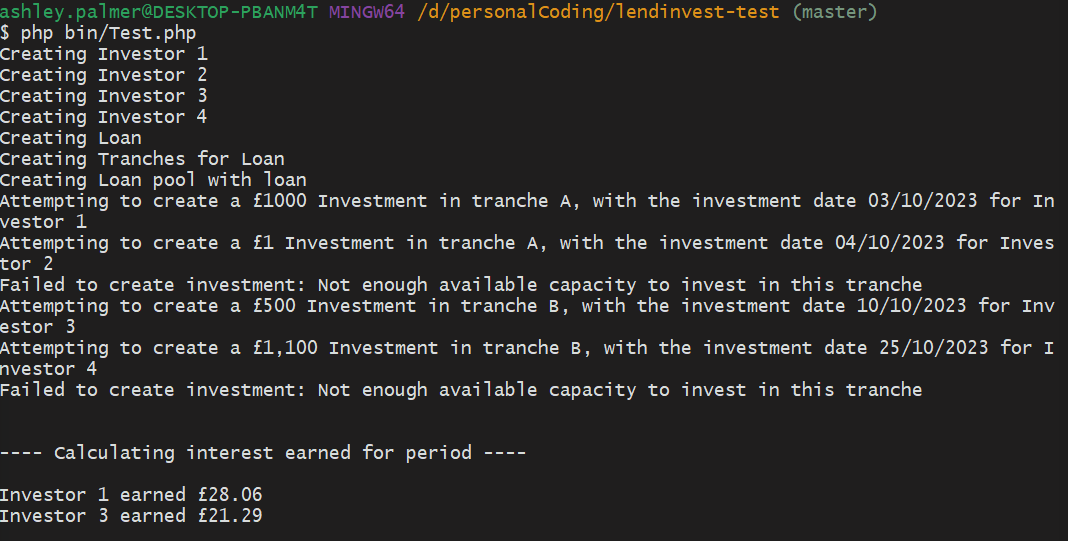 ashley.palmer@DESKTOP-PBANM4T MINGW64 /d/personalCoding/lendinvest-test (master)
$ php bin/Test.php
Creating Investor 1
Creating Investor 2
Creating Investor 3
Creating Investor 4
Creating Loan
Creating Tranches for Loan
Creating Loan pool with loan
Attempting to create a £1000 Investment in tranche A, with the investment date 03/10/2023 for In
vestor 1
Attempting to create a £1 Investment in tranche A, with the investment date 04/10/2023 for Inves
tor 2
Failed to create investment: Not enough available capacity to invest in this tranche
Attempting to create a £500 Investment in tranche B, with the investment date 10/10/2023 for Inv
estor 3
Attempting to create a £1,100 Investment in tranche B, with the investment date 25/10/2023 for I
nvestor 4
Failed to create investment: Not enough available capacity to invest in this tranche
---- Calculating interest earned for period ----
Investor 1 earned £28.06
Investor 3 earned £21.29